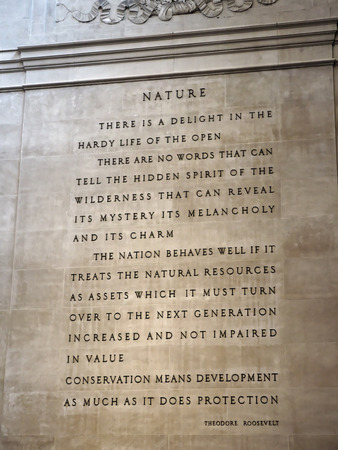 NATURE
THERE IS A DELIGHT IN THE
HARDY LIFE OF THE OPEN
THERE ARE NO WORDS THAT CAN
TELL THE HIDDEN SPIRIT OF THE
WILDERNESS THAT CAN REVEAL
ITS MYSTERY ITS MELANCHOLY
AND ITS CHARM
THE NATION BEHAVES WELL IF IT
TREATS THE NATURAL RESOURCES
AS ASSETS WHICH IT MUST TURN
OVER TO THE NEXT GENERATION
INCREASED AND NOT IMPAIRED
IN VALUE
CONSERVATION MEANS DEVELOPMENT
AS MUCH AS IT DOES PROTECTION
THEODORE ROOSEVELT